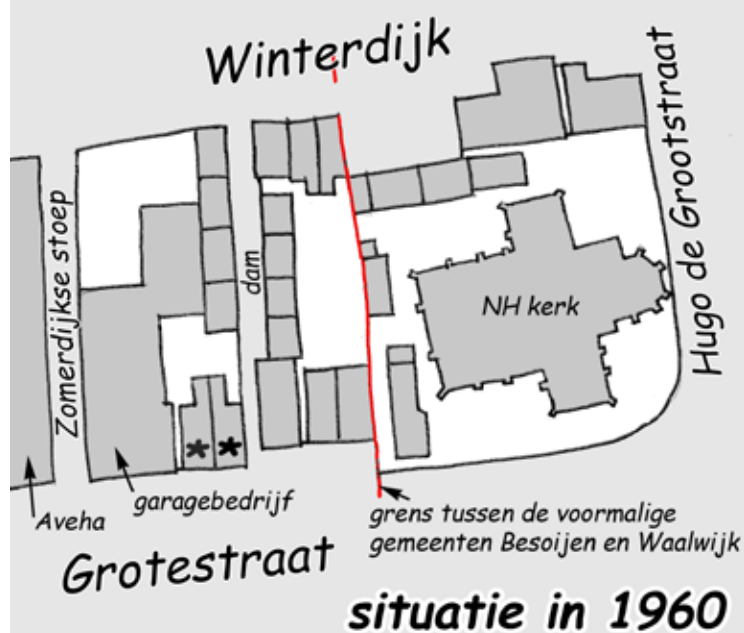 Winterdijk
Hugo de Grootstraat
Zomerdijkse stoep
dam
NH kerk
* *
Aveha
garagebedrijf
grens tussen de voormalige
gemeenten Besoijen en Waalwijk
Grotestraat
situatie in 1960